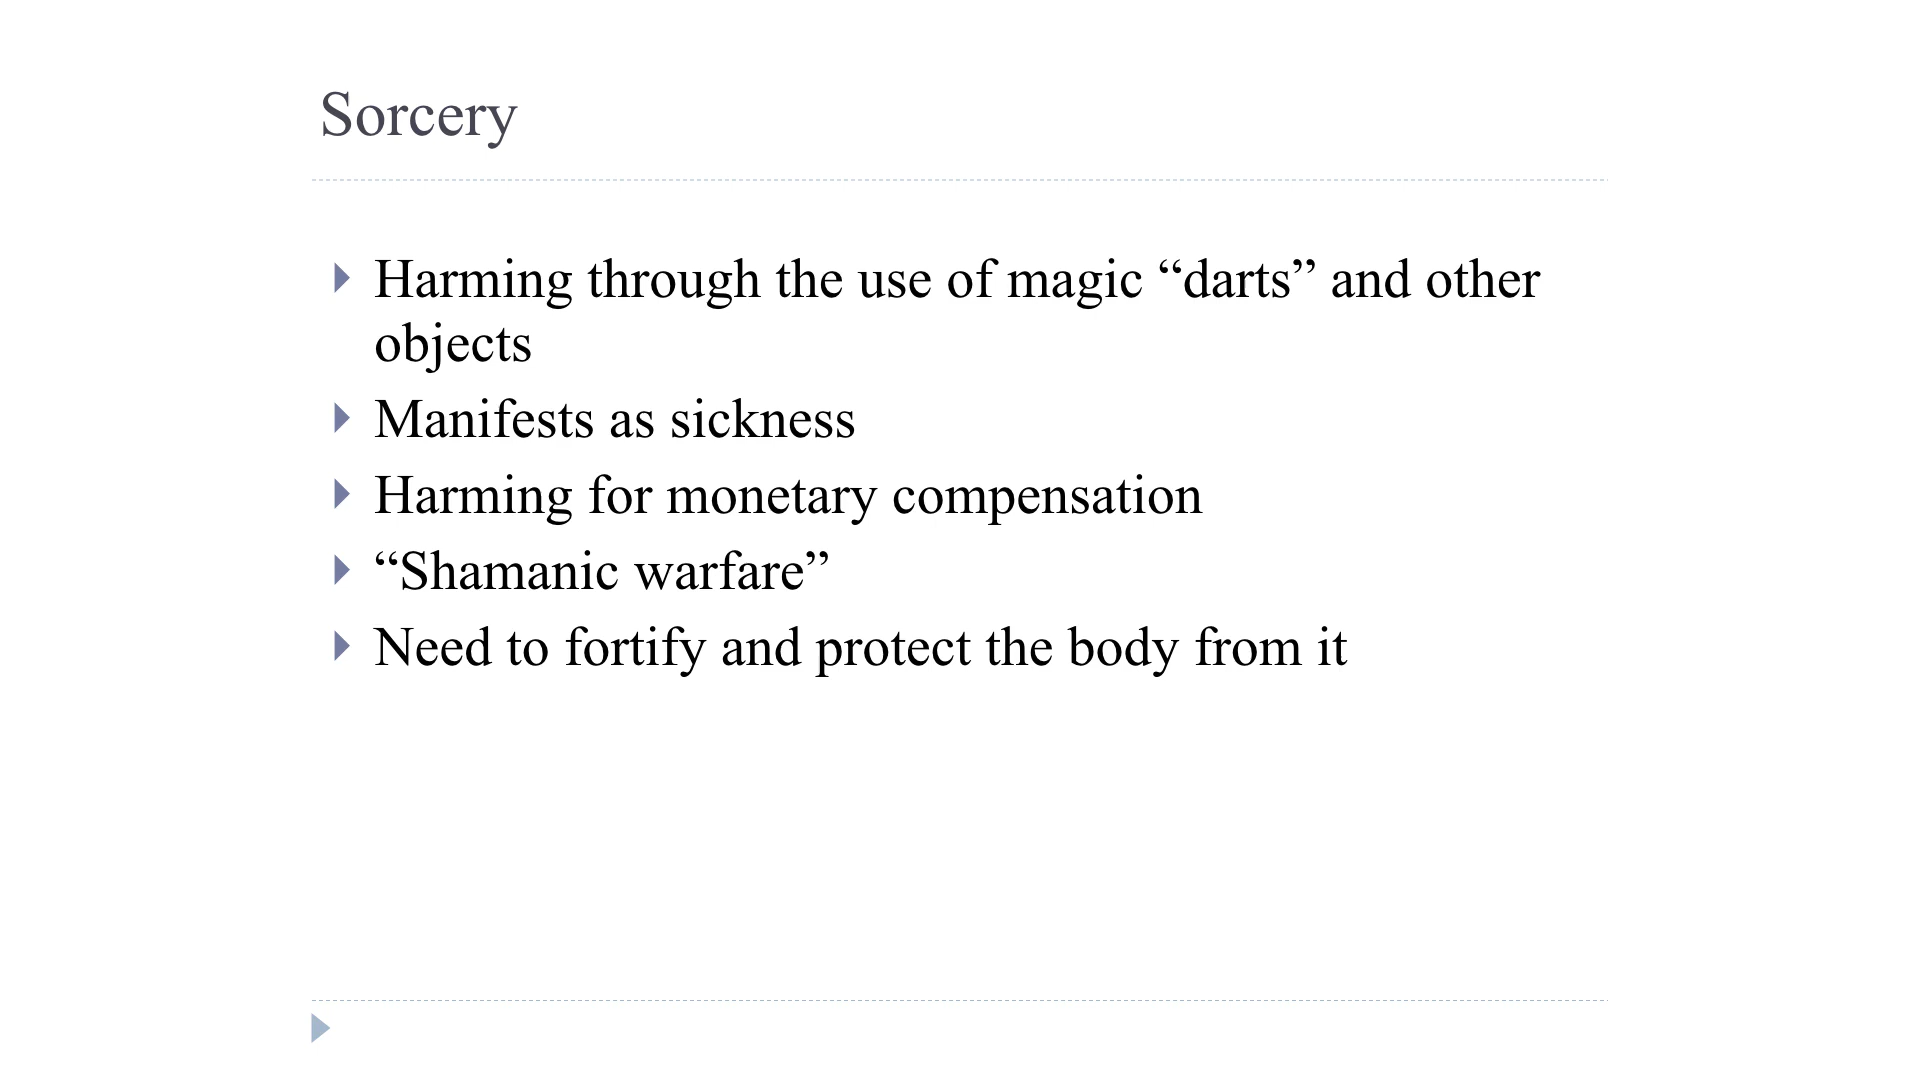 Sorcery
Harming through the use of magic “darts” and other
objects
Manifests as sickness
Harming for monetary compensation
“Shamanic warfare”
Need to fortify and protect the body from it